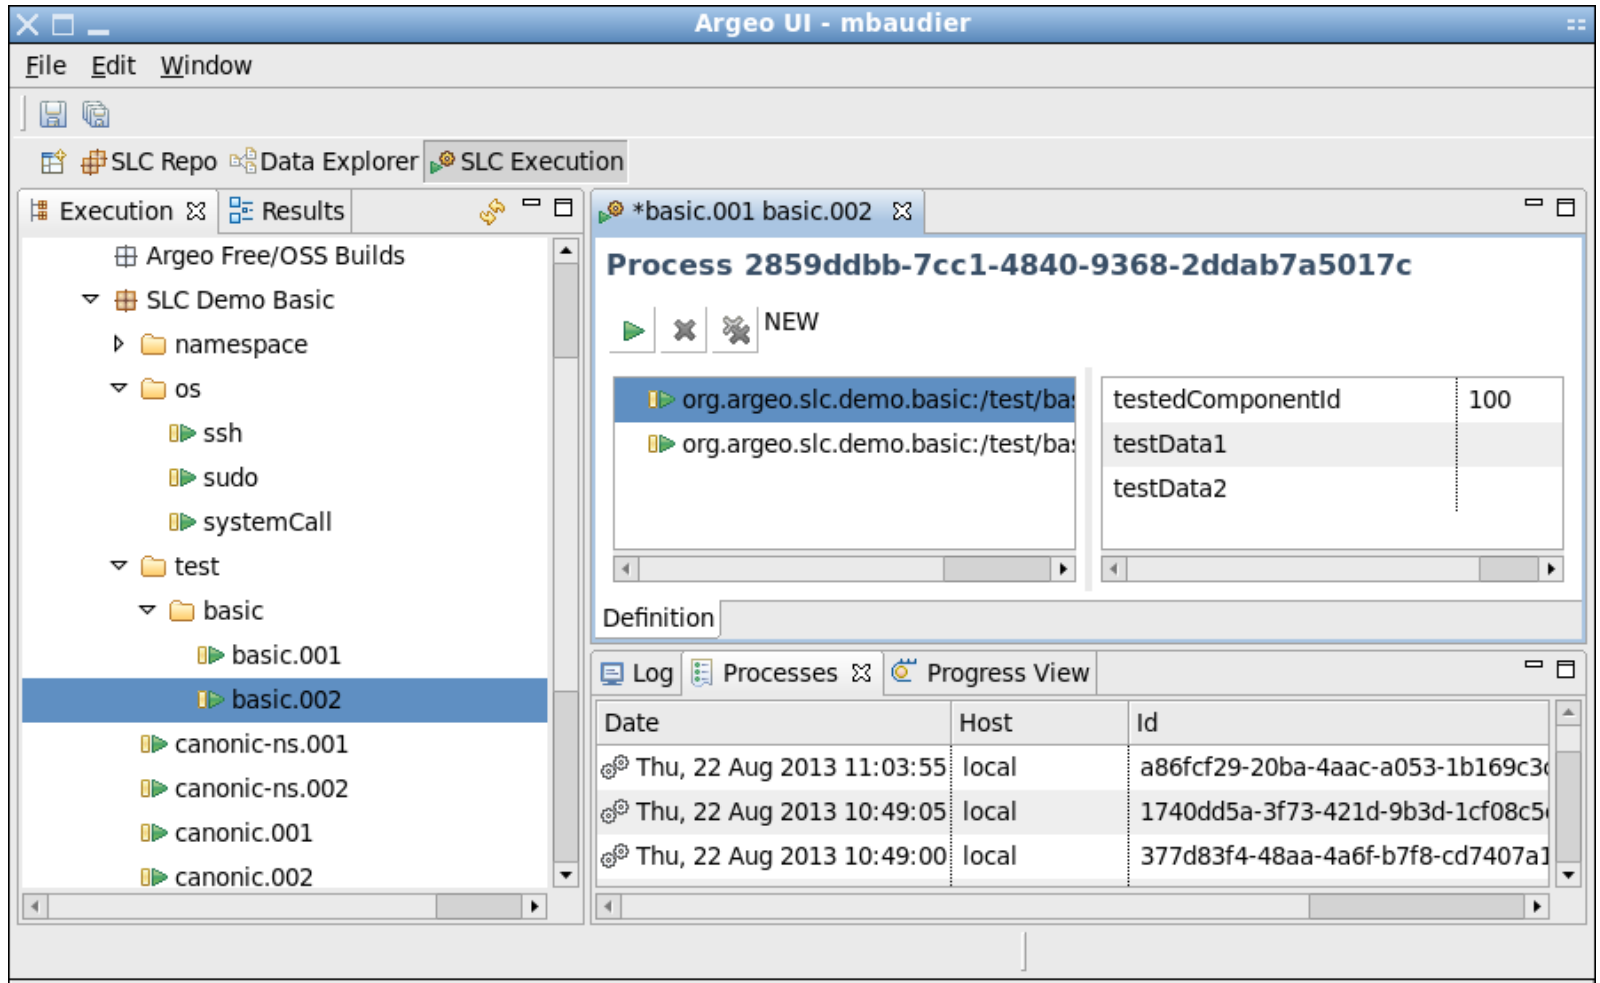 Argeo UI - mbaudier
File Edit Window
SLC Repo Data Explorer SLC Execution
Execution Results
Argeo Free/OSS Builds
SLC Demo Basic
namespace
os
ssh
sudo
systemCall
test
basic
basic.001
basic.002
canonic-ns.001
canonic-ns.002
canonic.001
canonic.002
*basic.001 basic.002
Process 2859ddbb-7cc1-4840-9368-2ddab7a5017c
NEW
org.argeo.slc.demo.basic:/test/ba
org.argeo.slc.demo.basic:/test/ba
testedComponentId 100
testData1
testData2
Definition
Log Processes Progress View
Date Host Id
Thu, 22 Aug 2013 11:03:55 local a86fcf29-20ba-4aac-a053-1b169c3
Thu, 22 Aug 2013 10:49:05 local 1740dd5a-3f73-421d-9b3d-1cf08c5
Thu, 22 Aug 2013 10:49:00 local 377d83f4-48aa-4a6f-b7f8-cd7407a1